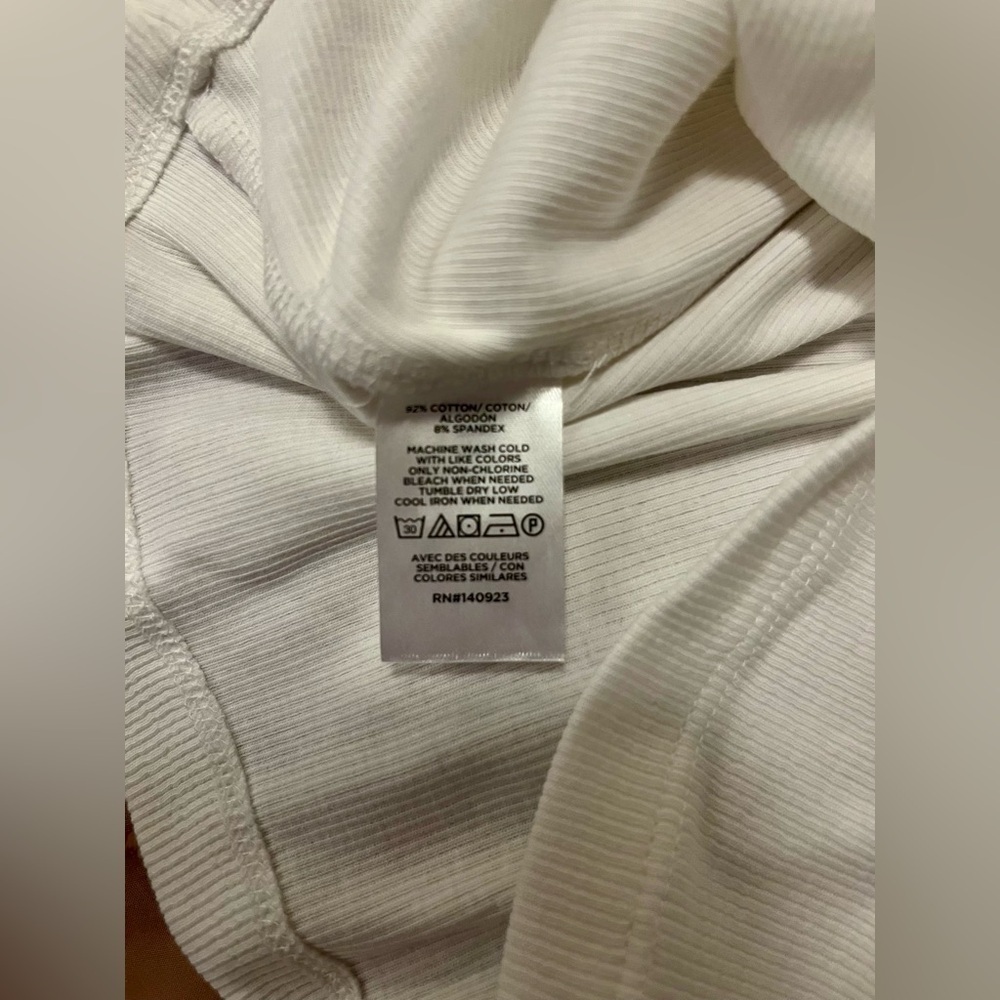 92% COTTON/ COTON/
ALGODÓN
8% SPANDEX
MACHINE WASH COLD
WITH LIKE COLORS
ONLY NON-CHLORINE
BLEACH WHEN NEEDED
TUMBLE DRY LOW
COOL IRON WHEN NEEDED
30 P
AVEC DES COULEURS
SEMBLABLES / CON
COLORES SIMILARES
RN#140923